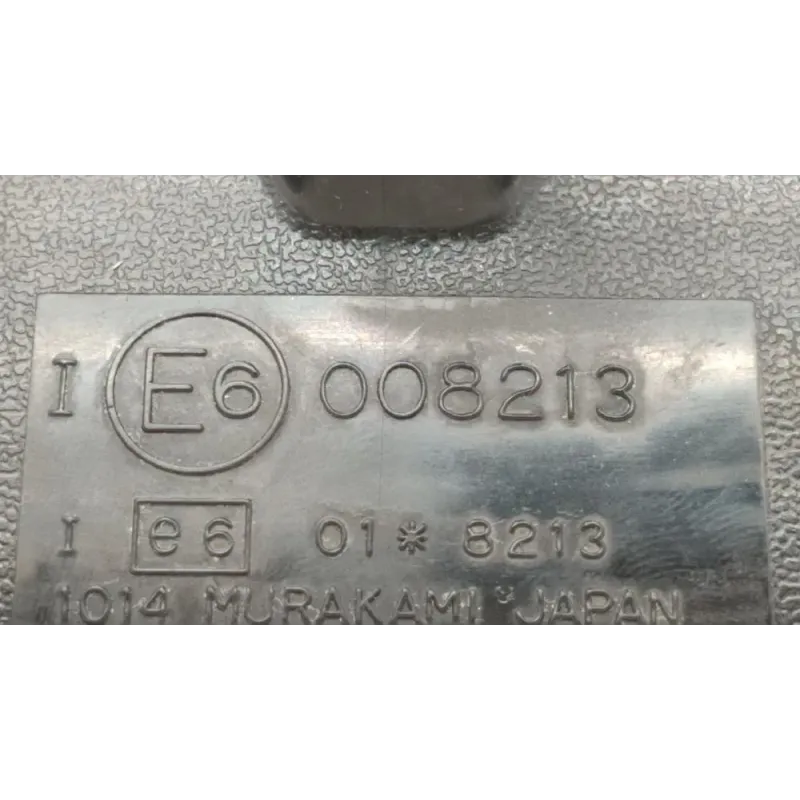 I E6 008213
I e6 01*8213
1014 MURAKAMI JAPAN